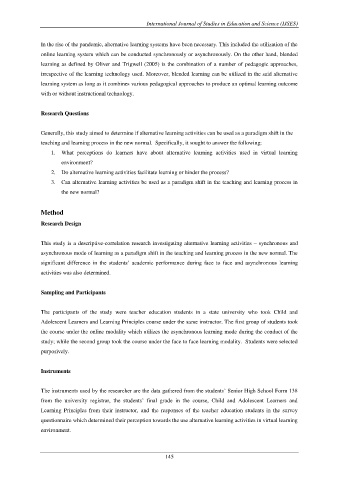 International Journal of Studies in Education and Science (IJSES)
In the rise of the pandemic, alternative learning systems have been necessary. This included the utilization of the
online learning system which can be conducted synchronously or asynchronously. On the other hand, blended
learning as defined by Oliver and Trigwell (2005) is the combination of a number of pedagogic approaches,
irrespective of the learning technology used. Moreover, blended learning can be utilized in the said alternative
learning system as long as it combines various pedagogical approaches to produce an optimal learning outcome
with or without instructional technology.
Research Questions
Generally, this study aimed to determine if alternative learning activities can be used as a paradigm shift in the
teaching and learning process in the new normal. Specifically, it sought to answer the following:
1. What perceptions do learners have about alternative learning activities used in virtual learning
environment?
2. Do alternative learning activities facilitate learning or hinder the process?
3. Can alternative learning activities be used as a paradigm shift in the teaching and learning process in
the new normal?
Method
Research Design
This study is a descriptive-correlation research investigating alternative learning activities – synchronous and
asynchronous mode of learning as a paradigm shift in the teaching and learning process in the new normal. The
significant difference in the students' academic performance during face to face and asynchronous learning
activities was also determined.
Sampling and Participants
The participants of the study were teacher education students in a state university who took Child and
Adolescent Learners and Learning Principles course under the same instructor. The first group of students took
the course under the online modality which utilizes the asynchronous learning mode during the conduct of the
study; while the second group took the course under the face to face learning modality. Students were selected
purposively.
Instruments
The instruments used by the researcher are the data gathered from the students' Senior High School Form 138
from the university registrar, the students' final grade in the course, Child and Adolescent Learners and
Learning Principles from their instructor, and the responses of the teacher education students in the survey
questionnaire which determined their perception towards the use alternative learning activities in virtual learning
environment.
145